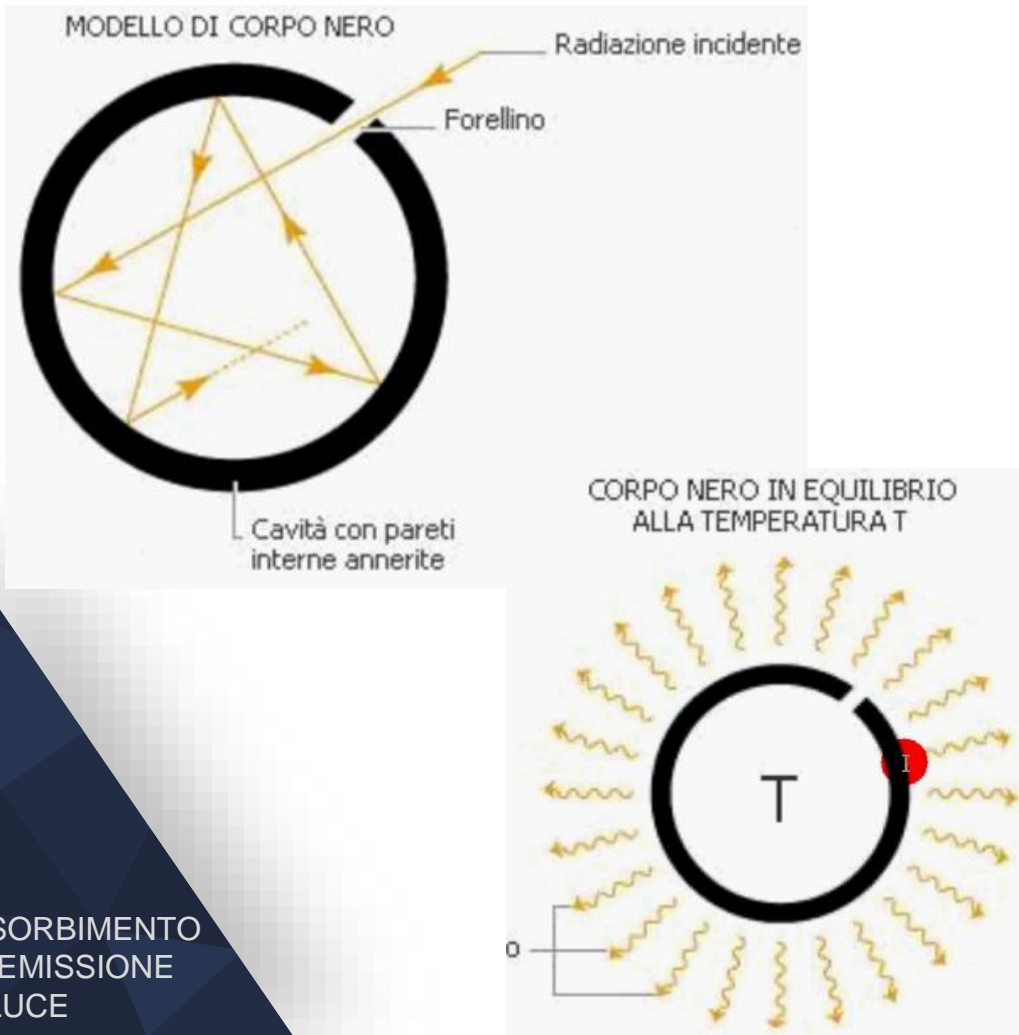 MODELLO DI CORPO NERO
Radiazione incidente
Forellino
Cavità con pareti
interne annerite
CORPO NERO IN EQUILIBRIO
ALLA TEMPERATURA T
T
I
o
SORBIMENTO
EMISSIONE
LUCE